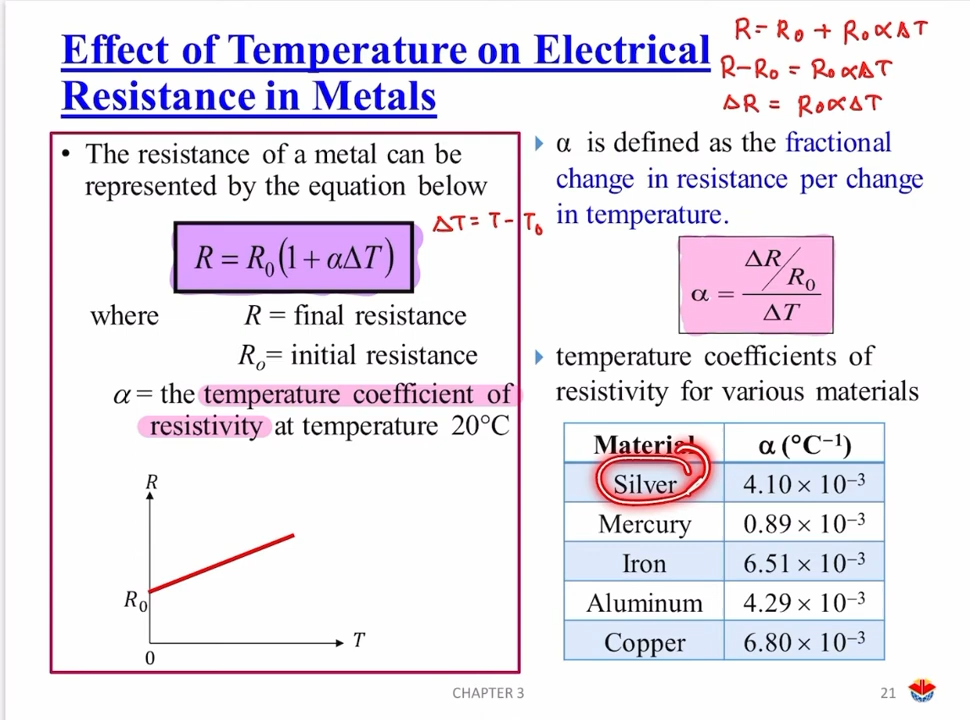 Effect of Temperature on Electrical
Resistance in Metals
R = R₀ + R₀αΔT
R-R₀ = R₀αΔT
ΔR = R₀αΔT
• The resistance of a metal can be
represented by the equation below
ΔT = T - T₀
R = R₀(1 + αΔT)
where R = final resistance
Rₒ= initial resistance
α = the temperature coefficient of
resistivity at temperature 20°C
R
R₀
0
T
α is defined as the fractional
change in resistance per change
in temperature.
α = ΔR/R₀
ΔT
temperature coefficients of
resistivity for various materials
Material α (°C⁻¹)
Silver 4.10 × 10⁻³
Mercury 0.89 × 10⁻³
Iron 6.51 × 10⁻³
Aluminum 4.29 × 10⁻³
Copper 6.80 × 10⁻³
CHAPTER 3
21